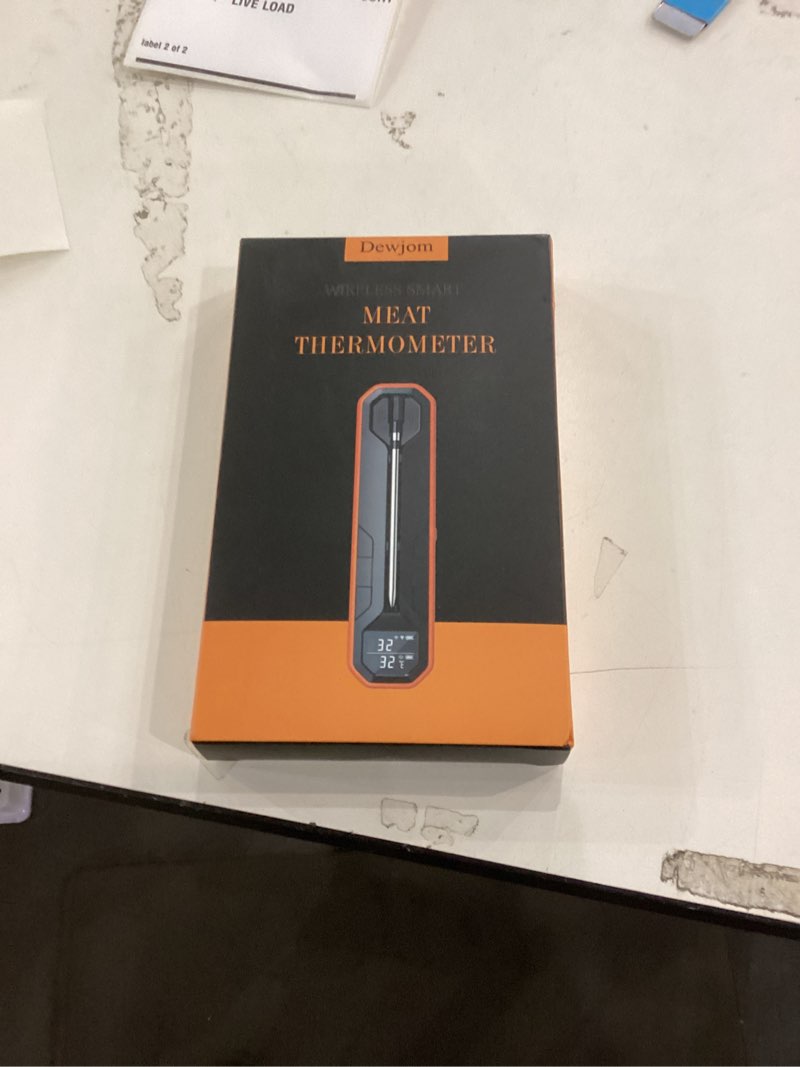 LIVE LOAD
label 2 of 2
Dewjom
WIRELESS SMART
MEAT
THERMOMETER
32
32